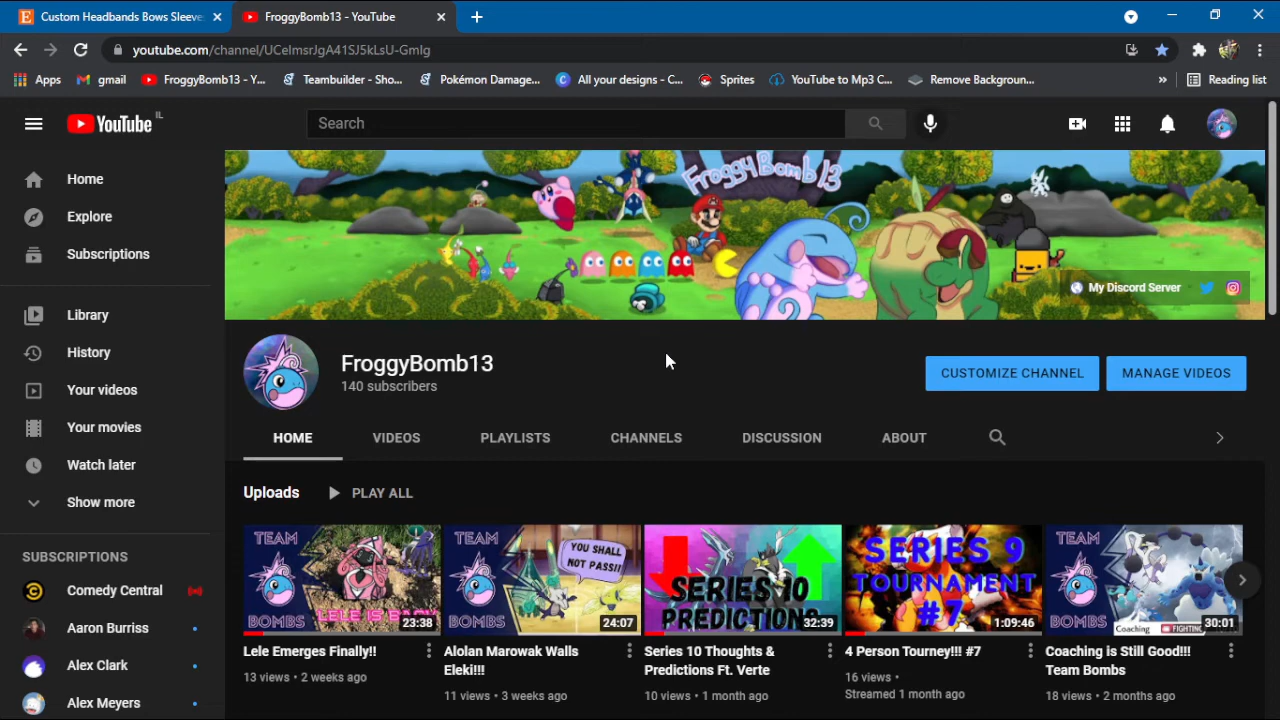 Custom Headbands Bows Sleeve
FroggyBomb13 - YouTube
youtube.com/channel/UCeImsrJgA41SJ5kLsU-GmIg
Apps
gmail
FroggyBomb13 - Y...
Teambuilder - Sho...
Pokémon Damage...
All your designs - C...
Sprites
YouTube to Mp3 C...
Remove Backgroun...
»
Reading list
YouTube IL
Search
Home
Explore
Subscriptions
Library
History
Your videos
Your movies
Watch later
Show more
SUBSCRIPTIONS
Comedy Central
Aaron Burriss
Alex Clark
Alex Meyers
FroggyBomb13
My Discord Server
FroggyBomb13
140 subscribers
CUSTOMIZE CHANNEL
MANAGE VIDEOS
HOME
VIDEOS
PLAYLISTS
CHANNELS
DISCUSSION
ABOUT
Uploads
PLAY ALL
TEAM
BOMBS
LELE IS BACK
23:38
Lele Emerges Finally!!
13 views • 2 weeks ago
TEAM
BOMBS
YOU SHALL
NOT PASS!!
24:07
Alolan Marowak Walls
Eleki!!!
11 views • 3 weeks ago
SERIES 10
PREDICTIONS
32:39
Series 10 Thoughts &
Predictions Ft. Verte
10 views • 1 month ago
SERIES 9
TOURNAMENT
#7
1:09:46
4 Person Tourney!!! #7
16 views •
Streamed 1 month ago
TEAM
BOMBS
Coaching
FIGHTING
30:01
Coaching is Still Good!!!
Team Bombs
18 views • 2 months ago